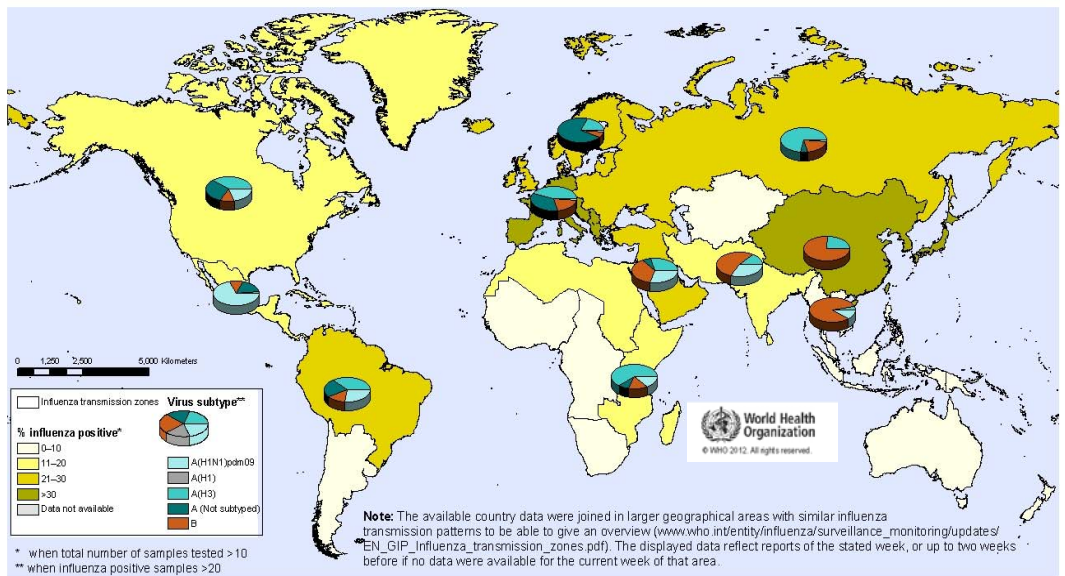 0 1,250 2,500 5,000 Kilometers
Influenza transmission zones
% influenza positive*
0–10
11–20
21–30
>30
Data not available
Virus subtype**
A(H1N1)pdm09
A(H1)
A(H3)
A (Not subtyped)
B
* when total number of samples tested >10
** when influenza positive samples >20
World Health
Organization
© WHO 2012. All rights reserved.
Note: The available country data were joined in larger geographical areas with similar influenza
transmission patterns to be able to give an overview (www.who.int/entity/influenza/surveillance_monitoring/updates/
EN_GIP_Influenza_transmission_zones.pdf). The displayed data reflect reports of the stated week, or up to two weeks
before if no data were available for the current week of that area.